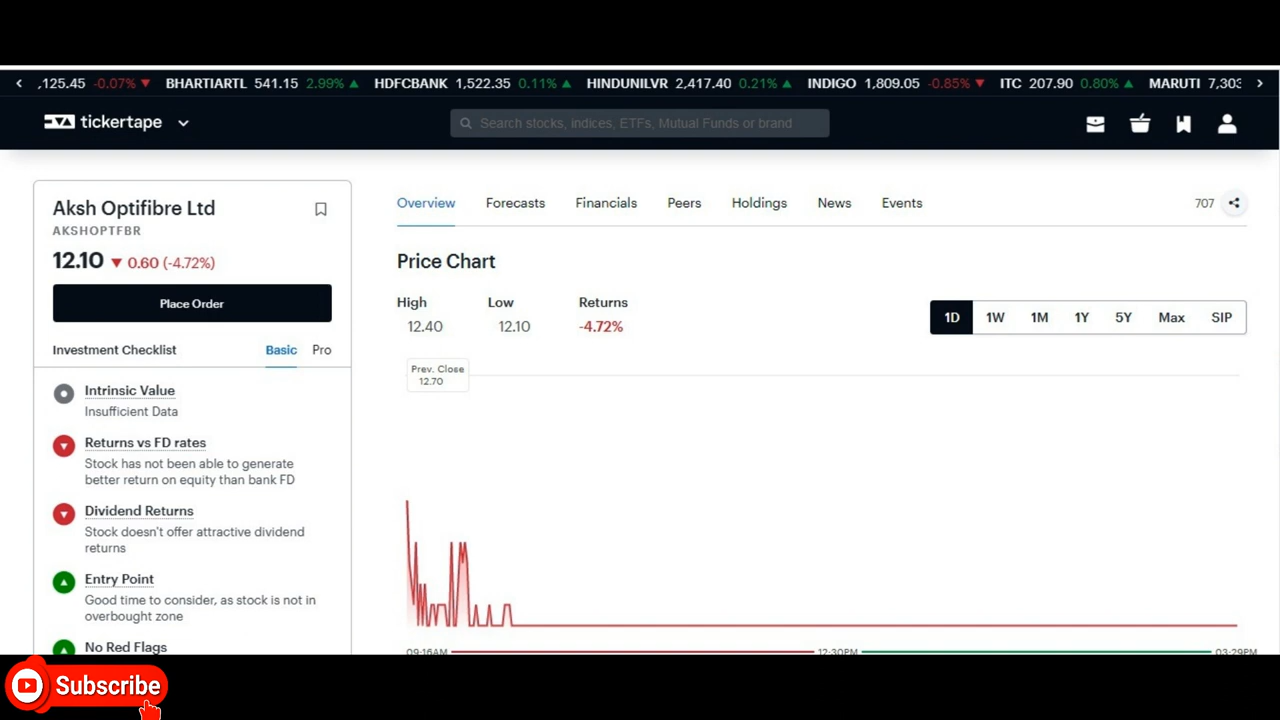 ,125.45 -0.07% BHARTIARTL 541.15 2.99% HDFCBANK 1,522.35 0.11% HINDUNILVR 2,417.40 0.21% INDIGO 1,809.05 -0.85% ITC 207.90 0.80% MARUTI 7,303
tickertape
Search stocks, indices, ETFs, Mutual Funds or brand
Aksh Optifibre Ltd
AKSHOPTFBR
12.10 0.60 (-4.72%)
Place Order
Investment Checklist Basic Pro
Intrinsic Value
Insufficient Data
Returns vs FD rates
Stock has not been able to generate
better return on equity than bank FD
Dividend Returns
Stock doesn't offer attractive dividend
returns
Entry Point
Good time to consider, as stock is not in
overbought zone
No Red Flags
Overview Forecasts Financials Peers Holdings News Events 707
Price Chart
High Low Returns
12.40 12.10 -4.72%
1D 1W 1M 1Y 5Y Max SIP
Prev. Close
12.70
09:16AM 12:30PM 03:29PM
Subscribe